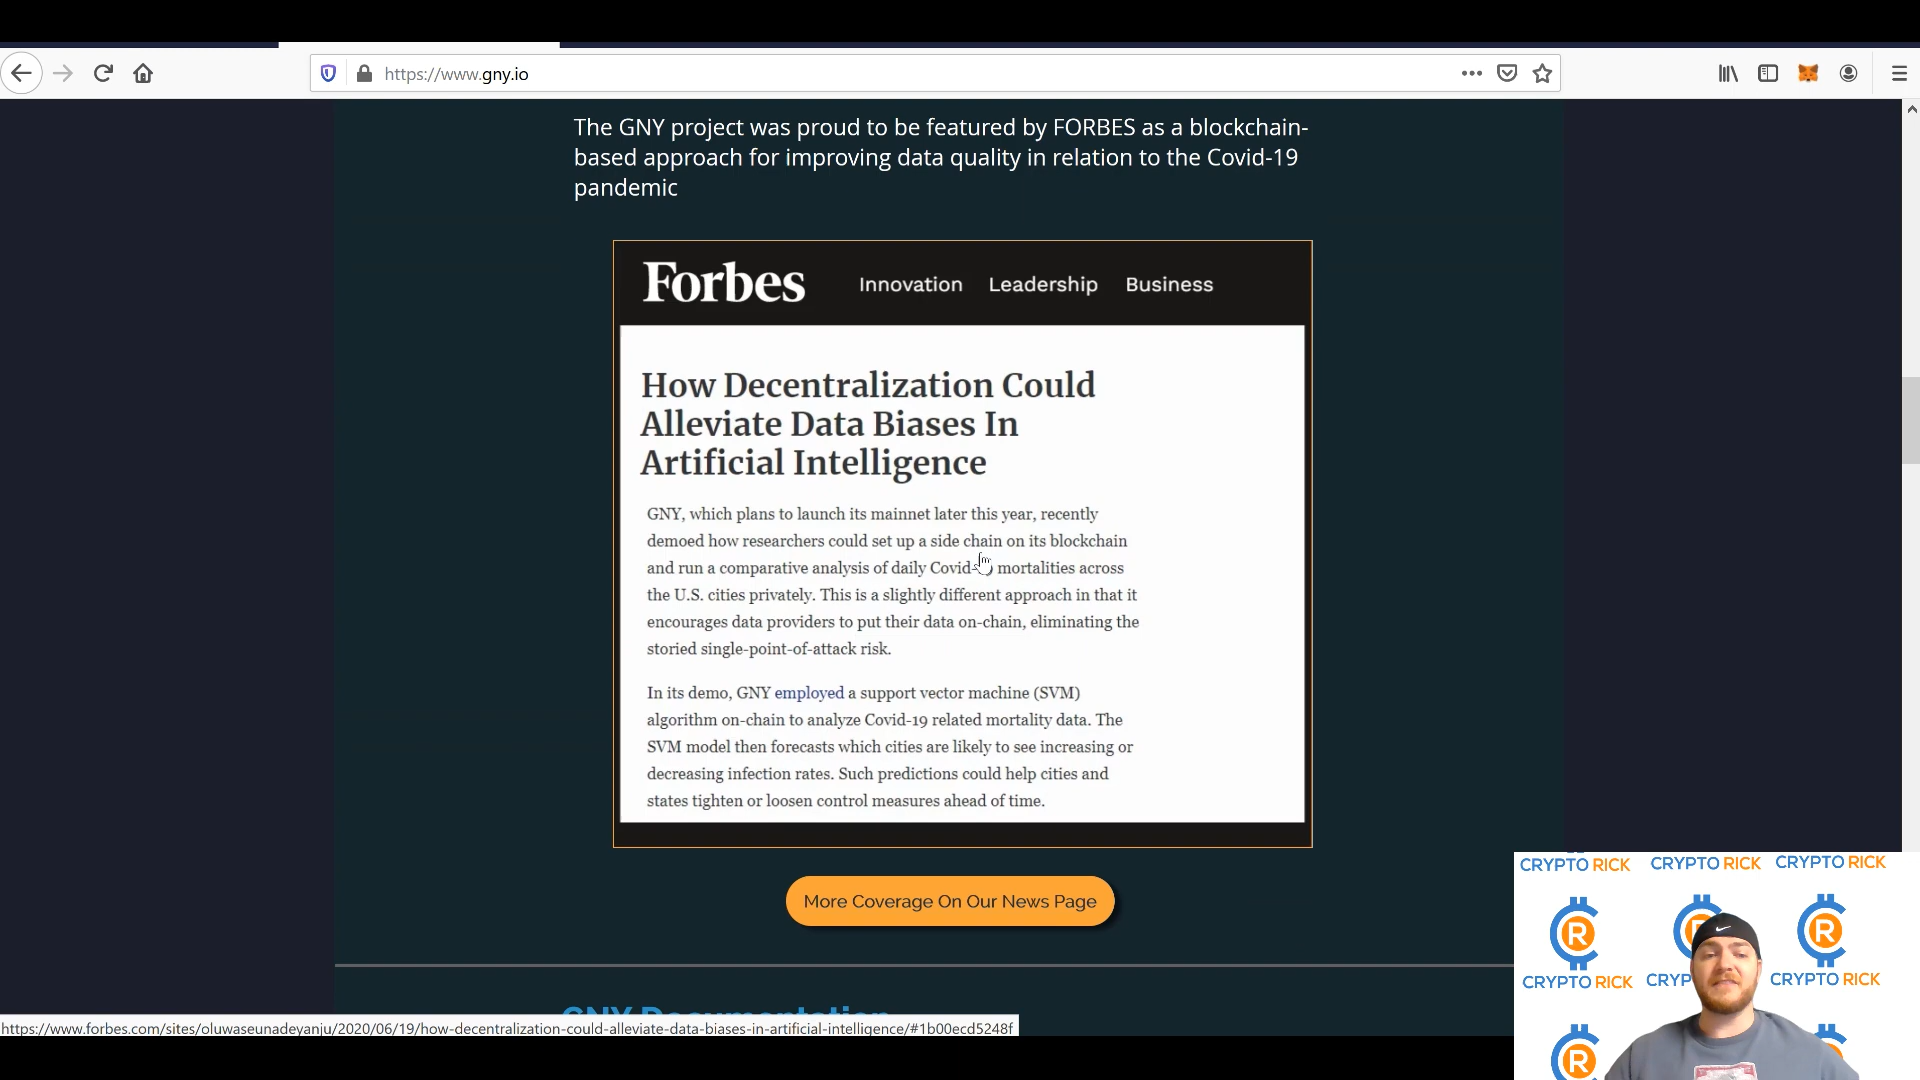 https://www.gny.io
The GNY project was proud to be featured by FORBES as a blockchain-
based approach for improving data quality in relation to the Covid-19
pandemic
Forbes Innovation Leadership Business
How Decentralization Could
Alleviate Data Biases In
Artificial Intelligence
GNY, which plans to launch its mainnet later this year, recently
demoed how researchers could set up a side chain on its blockchain
and run a comparative analysis of daily Covid-19 mortalities across
the U.S. cities privately. This is a slightly different approach in that it
encourages data providers to put their data on-chain, eliminating the
storied single-point-of-attack risk.
In its demo, GNY employed a support vector machine (SVM)
algorithm on-chain to analyze Covid-19 related mortality data. The
SVM model then forecasts which cities are likely to see increasing or
decreasing infection rates. Such predictions could help cities and
states tighten or loosen control measures ahead of time.
More Coverage On Our News Page
GNY Documentation
https://www.forbes.com/sites/oluwaseunadeyanju/2020/06/19/how-decentralization-could-alleviate-data-biases-in-artificial-intelligence/#1b00ecd5248f
CRYPTO RICK CRYPTO RICK CRYPTO RICK
R R
CRYPTO RICK CRYP CRYPTO RICK
R